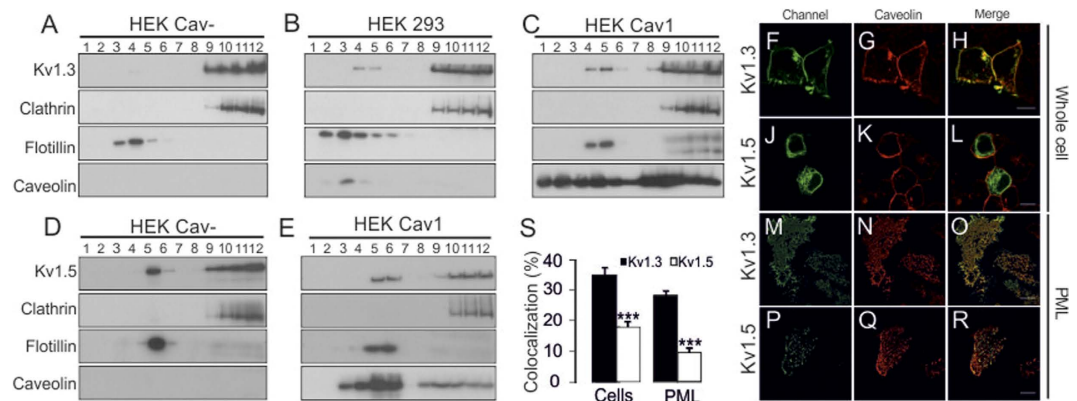 A HEK Cav-
1 2 3 4 5 6 7 8 9 10 11 12
B HEK 293
1 2 3 4 5 6 7 8 9 10 11 12
C HEK Cav1
1 2 3 4 5 6 7 8 9 10 11 12
Kv1.3
Clathrin
Flotillin
Caveolin
D HEK Cav-
1 2 3 4 5 6 7 8 9 10 11 12
E HEK Cav1
1 2 3 4 5 6 7 8 9 10 11 12
Kv1.5
Clathrin
Flotillin
Caveolin
S
Colocalization (%)
40
30
20
10
0
Kv1.3 Kv1.5
***
***
Cells PML
Channel Caveolin Merge
Kv1.3
F G H
Kv1.5
J K L
Whole cell
Kv1.3
M N O
Kv1.5
P Q R
PML